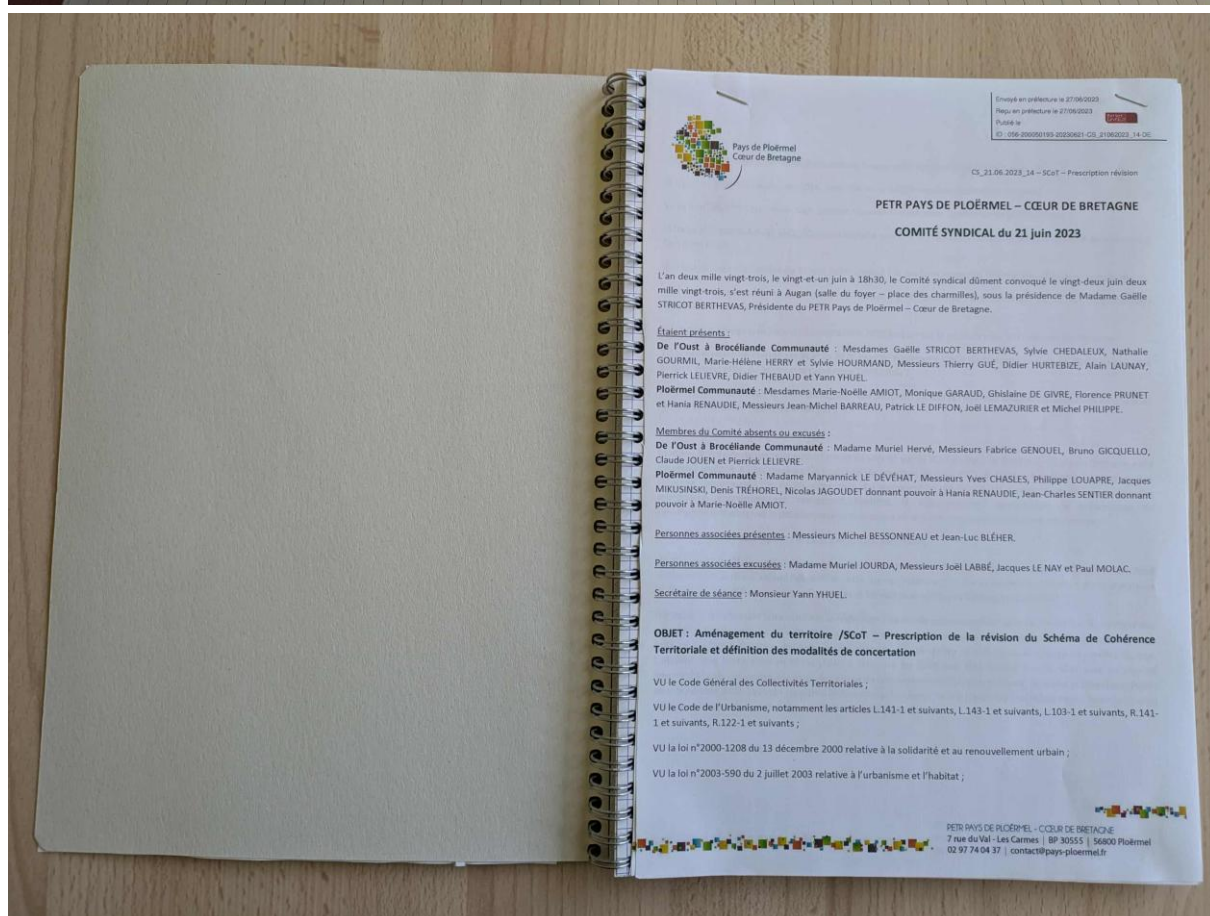 Envoyé en préfecture le 27/06/2023
Reçu en préfecture le 27/06/2023
Publié le
ID : 056-200050193-20230621-CS_21062023_14-DE
Pays de Ploërmel
Cœur de Bretagne
CS_21.06.2023_14 – SCoT – Prescription révision
PETR PAYS DE PLOËRMEL – CŒUR DE BRETAGNE
COMITÉ SYNDICAL du 21 juin 2023
L'an deux mille vingt-trois, le vingt-et-un juin à 18h30, le Comité syndical dûment convoqué le vingt-deux juin deux
mille vingt-trois, s'est réuni à Augan (salle du foyer – place des charmilles), sous la présidence de Madame Gaëlle
STRICOT BERTHEVAS, Présidente du PETR Pays de Ploërmel – Cœur de Bretagne.
Étaient présents :
De l'Oust à Brocéliande Communauté : Mesdames Gaëlle STRICOT BERTHEVAS, Sylvie CHEDALEUX, Nathalie
GOURMIL, Marie-Hélène HERRY et Sylvie HOURMAND, Messieurs Thierry GUÉ, Didier HURTEBIZE, Alain LAUNAY,
Pierrick LELIEVRE, Didier THEBAUD et Yann YHUEL.
Ploërmel Communauté : Mesdames Marie-Noëlle AMIOT, Monique GARAUD, Ghislaine DE GIVRE, Florence PRUNET
et Hania RENAUDIE, Messieurs Jean-Michel BARREAU, Patrick LE DIFFON, Joël LEMAZURIER et Michel PHILIPPE.
Membres du Comité absents ou excusés :
De l'Oust à Brocéliande Communauté : Madame Muriel Hervé, Messieurs Fabrice GENOUEL, Bruno GICQUELLO,
Claude JOUEN et Pierrick LELIEVRE.
Ploërmel Communauté : Madame Maryannick LE DÉVÉHAT, Messieurs Yves CHASLES, Philippe LOUAPRE, Jacques
MIKUSINSKI, Denis TRÉHOREL, Nicolas JAGOUDET donnant pouvoir à Hania RENAUDIE, Jean-Charles SENTIER donnant
pouvoir à Marie-Noëlle AMIOT.
Personnes associées présentes : Messieurs Michel BESSONNEAU et Jean-Luc BLÉHER.
Personnes associées excusées : Madame Muriel JOURDA, Messieurs Joël LABBÉ, Jacques LE NAY et Paul MOLAC.
Secrétaire de séance : Monsieur Yann YHUEL.
OBJET : Aménagement du territoire /SCoT – Prescription de la révision du Schéma de Cohérence
Territoriale et définition des modalités de concertation
VU le Code Général des Collectivités Territoriales ;
VU le Code de l'Urbanisme, notamment les articles L.141-1 et suivants, L.143-1 et suivants, L.103-1 et suivants, R.141-
1 et suivants, R.122-1 et suivants ;
VU la loi n°2000-1208 du 13 décembre 2000 relative à la solidarité et au renouvellement urbain ;
VU la loi n°2003-590 du 2 juillet 2003 relative à l'urbanisme et l'habitat ;
PETR PAYS DE PLOËRMEL - CŒUR DE BRETAGNE
7 rue du Val - Les Carmes | BP 30555 | 56800 Ploërmel
02 97 74 04 37 | contact@pays-ploermel.fr